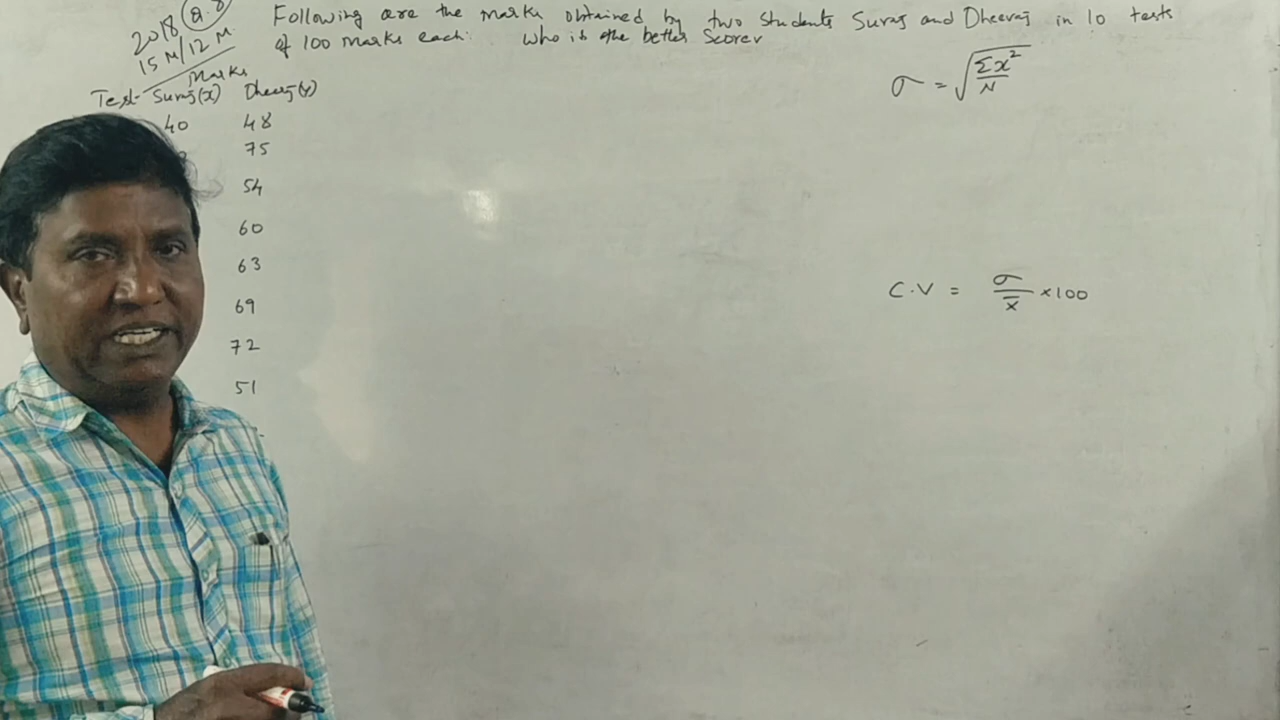 2018 Q.8
15 M/12 M
Following are the marks obtained by two students Suraj and Dheeraj in 10 tests
of 100 marks each. Who is the better Scorer
Marks
Test Suraj(x) Dheeraj(y)
40 48
75
54
60
63
69
72
51
σ = √Σx²/N
C.V = σ/x̄ ×100